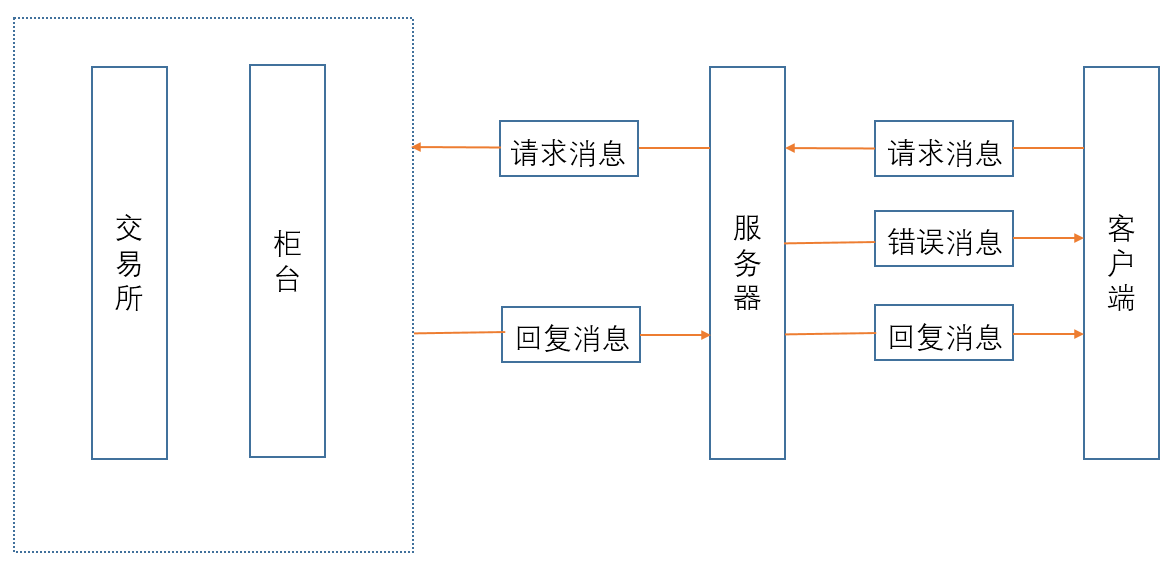 交易所
柜台
请求消息
回复消息
服务器
请求消息
错误消息
回复消息
客户端